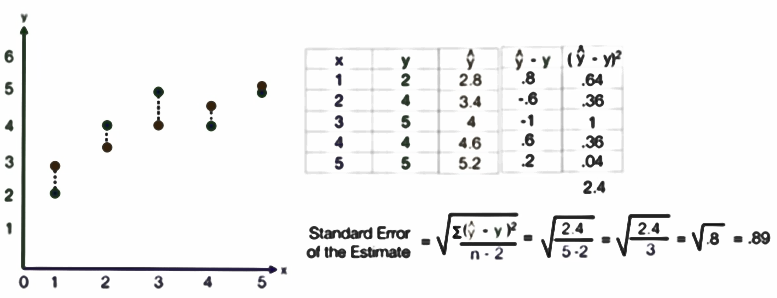 y
6
5
4
3
2
1
0 1 2 3 4 5 x
x y ŷ ŷ - y (ŷ - y)²
1 2 2.8 .8 .64
2 4 3.4 -.6 .36
3 5 4 -1 1
4 4 4.6 .6 .36
5 5 5.2 .2 .04
2.4
Standard Error
of the Estimate = √(Σ(ŷ - y)² / n - 2) = √(2.4 / 5-2) = √(2.4 / 3) = √.8 = .89